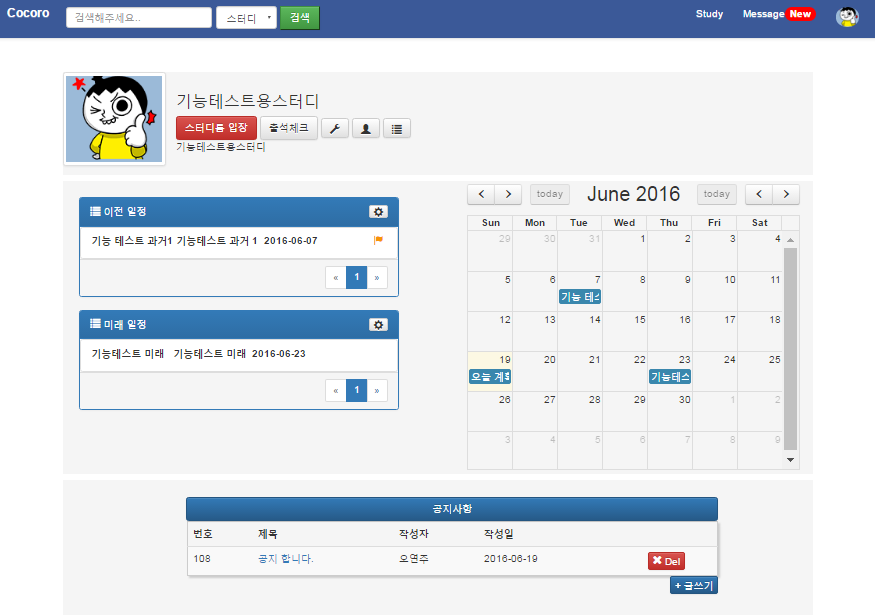 Cocoro 검색해주세요.. 스터디 검색 Study Message New
기능테스트용스터디
스터디룸 입장 출석체크
기능테스트용스터디
이전 일정
기능 테스트 과거1 기능테스트 과거 1 2016-06-07
« 1 »
미래 일정
기능테스트 미래 기능테스트 미래 2016-06-23
« 1 »
today June 2016 today
Sun Mon Tue Wed Thu Fri Sat
29 30 31 1 2 3 4
5 6 7 8 9 10 11
기능 테스
12 13 14 15 16 17 18
19 20 21 22 23 24 25
오늘 계획 기능테스
26 27 28 29 30 1 2
3 4 5 6 7 8 9
공지사항
번호 제목 작성자 작성일
108 공지 합니다. 오연주 2016-06-19 Del
+ 글쓰기